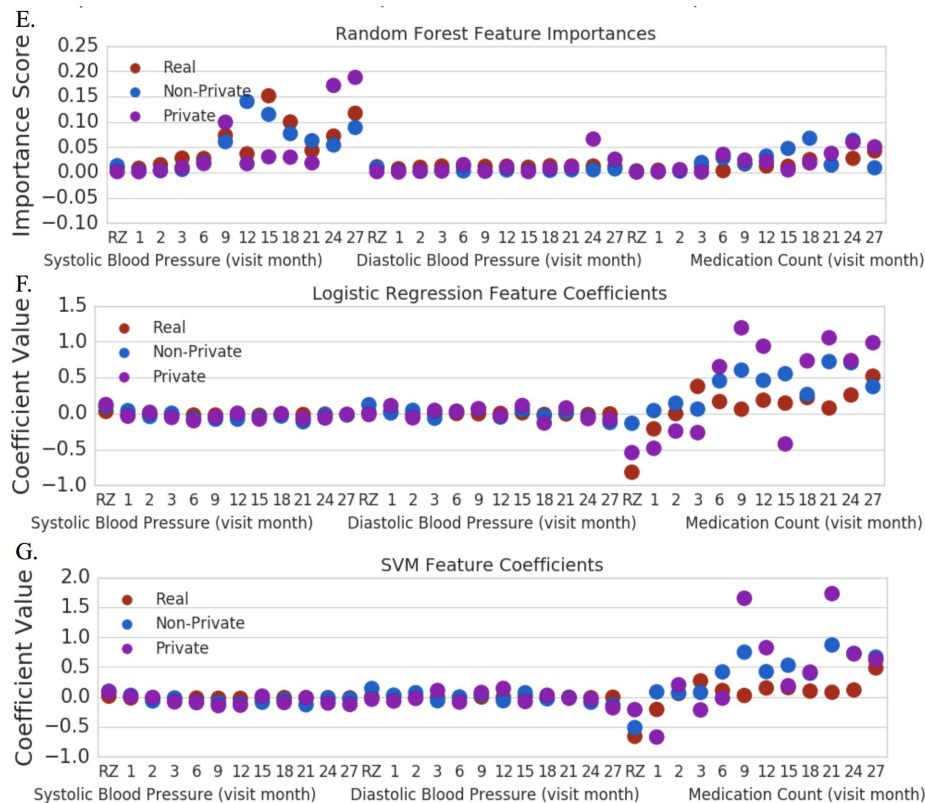 E.
Random Forest Feature Importances
Importance Score
0.25
0.20
0.15
0.10
0.05
0.00
−0.05
−0.10
Real
Non-Private
Private
RZ 1 2 3 6 9 12 15 18 21 24 27 RZ 1 2 3 6 9 12 15 18 21 24 27 RZ 1 2 3 6 9 12 15 18 21 24 27
Systolic Blood Pressure (visit month) Diastolic Blood Pressure (visit month) Medication Count (visit month)
F.
Logistic Regression Feature Coefficients
Coefficient Value
1.5
1.0
0.5
0.0
−0.5
−1.0
Real
Non-Private
Private
RZ 1 2 3 6 9 12 15 18 21 24 27 RZ 1 2 3 6 9 12 15 18 21 24 27 RZ 1 2 3 6 9 12 15 18 21 24 27
Systolic Blood Pressure (visit month) Diastolic Blood Pressure (visit month) Medication Count (visit month)
G.
SVM Feature Coefficients
Coefficient Value
2.0
1.5
1.0
0.5
0.0
−0.5
−1.0
Real
Non-Private
Private
RZ 1 2 3 6 9 12 15 18 21 24 27 RZ 1 2 3 6 9 12 15 18 21 24 27 RZ 1 2 3 6 9 12 15 18 21 24 27
Systolic Blood Pressure (visit month) Diastolic Blood Pressure (visit month) Medication Count (visit month)